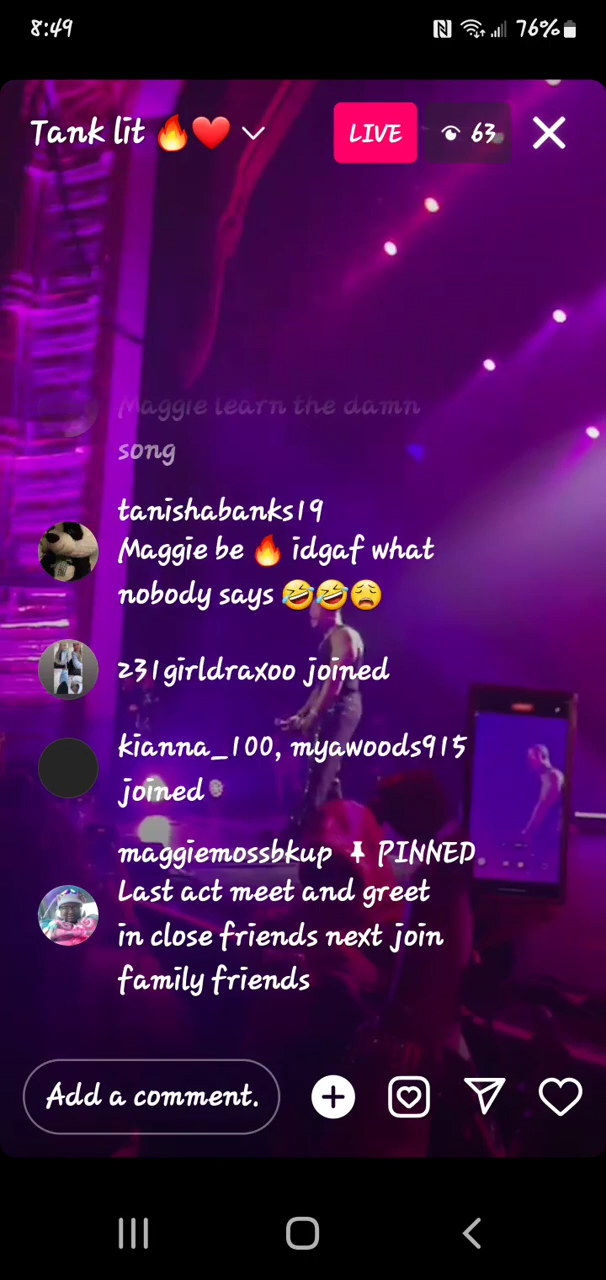 8:49
76%
Tank lit 🔥❤️
LIVE
63
Maggie learn the damn
song
tanishabanks19
Maggie be 🔥 idgaf what
nobody says 🤣🤣😩
231girldraxoo joined
kianna_100, myawoods915
joined
maggiemossbkup 📌 PINNED
Last act meet and greet
in close friends next join
family friends
Add a comment.